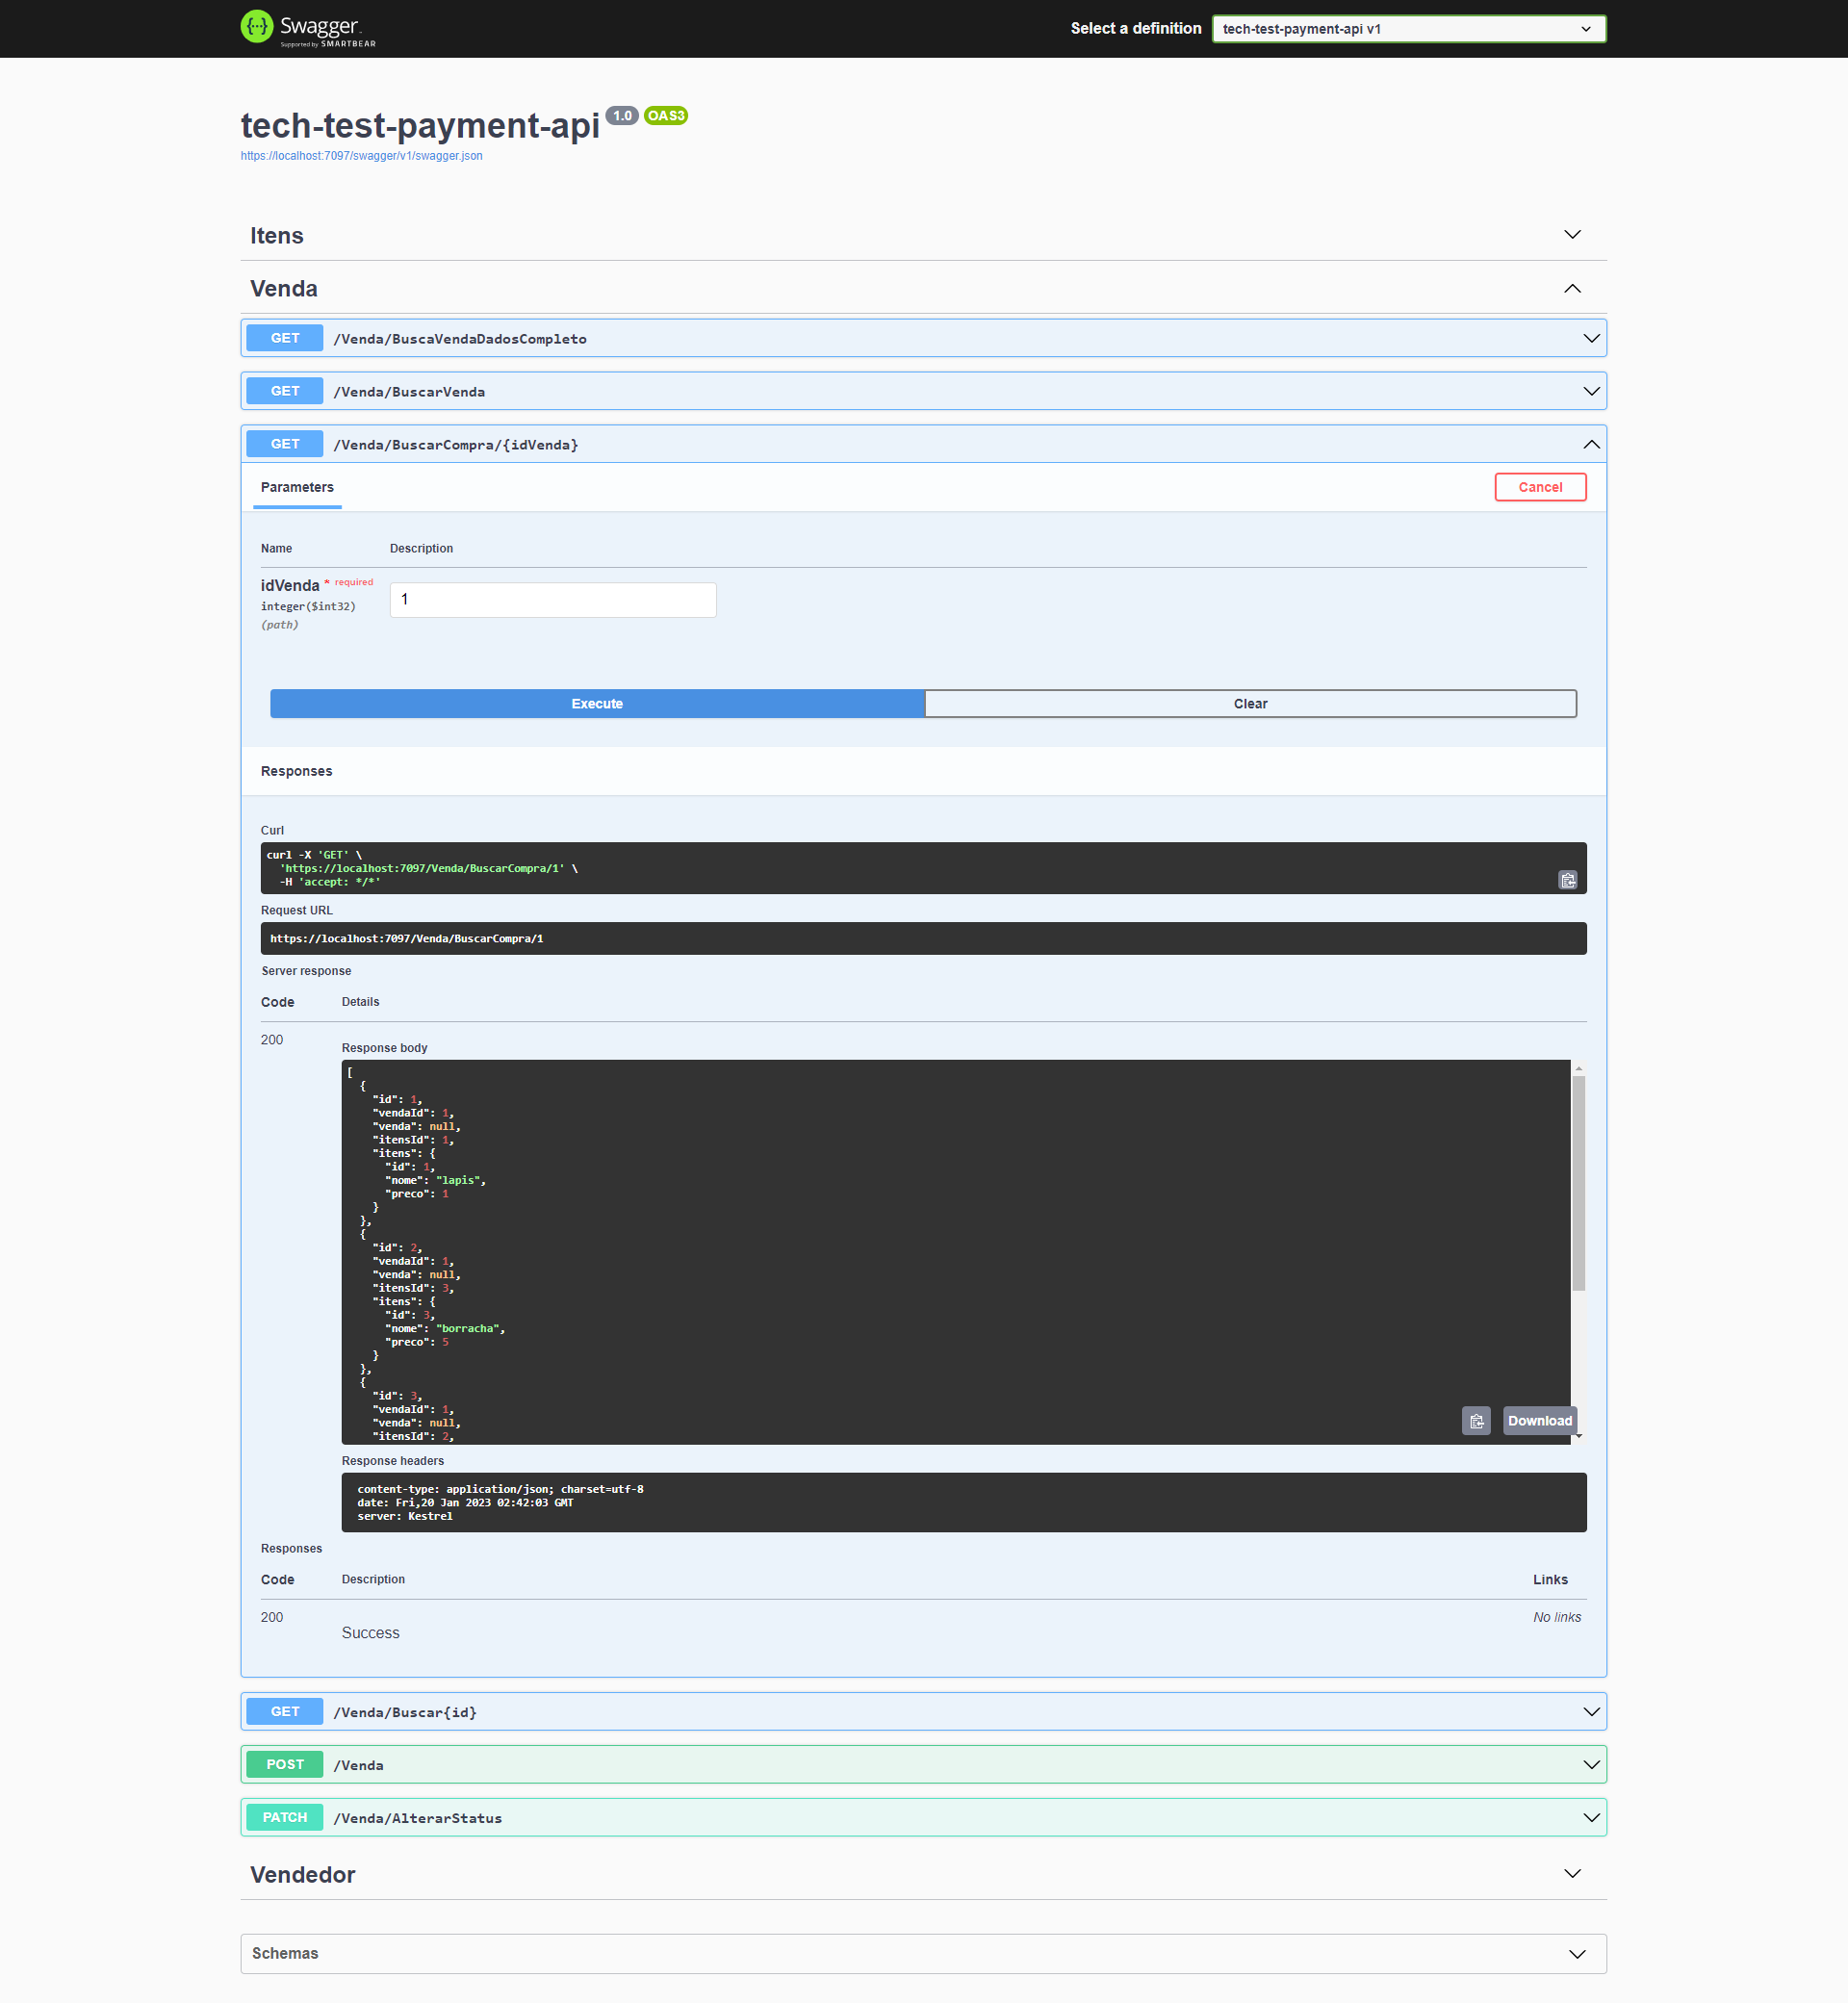 Swagger
Supported by SMARTBEAR
Select a definition
tech-test-payment-api v1
tech-test-payment-api 1.0 OAS3
https://localhost:7097/swagger/v1/swagger.json
Itens
Venda
GET /Venda/BuscaVendaDadosCompleto
GET /Venda/BuscarVenda
GET /Venda/BuscarCompra/{idVenda}
Parameters
Cancel
Name Description
idVenda * required
integer($int32)
(path)
1
Execute
Clear
Responses
Curl
curl -X 'GET' \
  'https://localhost:7097/Venda/BuscarCompra/1' \
  -H 'accept: */*'
Request URL
https://localhost:7097/Venda/BuscarCompra/1
Server response
Code Details
200
Response body
[
  {
    "id": 1,
    "vendaId": 1,
    "venda": null,
    "itensId": 1,
    "itens": {
      "id": 1,
      "nome": "lapis",
      "preco": 1
    }
  },
  {
    "id": 2,
    "vendaId": 1,
    "venda": null,
    "itensId": 3,
    "itens": {
      "id": 3,
      "nome": "borracha",
      "preco": 5
    }
  },
  {
    "id": 3,
    "vendaId": 1,
    "venda": null,
    "itensId": 2,
Download
Response headers
content-type: application/json; charset=utf-8
date: Fri,20 Jan 2023 02:42:03 GMT
server: Kestrel
Responses
Code Description Links
200
Success
No links
GET /Venda/Buscar{id}
POST /Venda
PATCH /Venda/AlterarStatus
Vendedor
Schemas